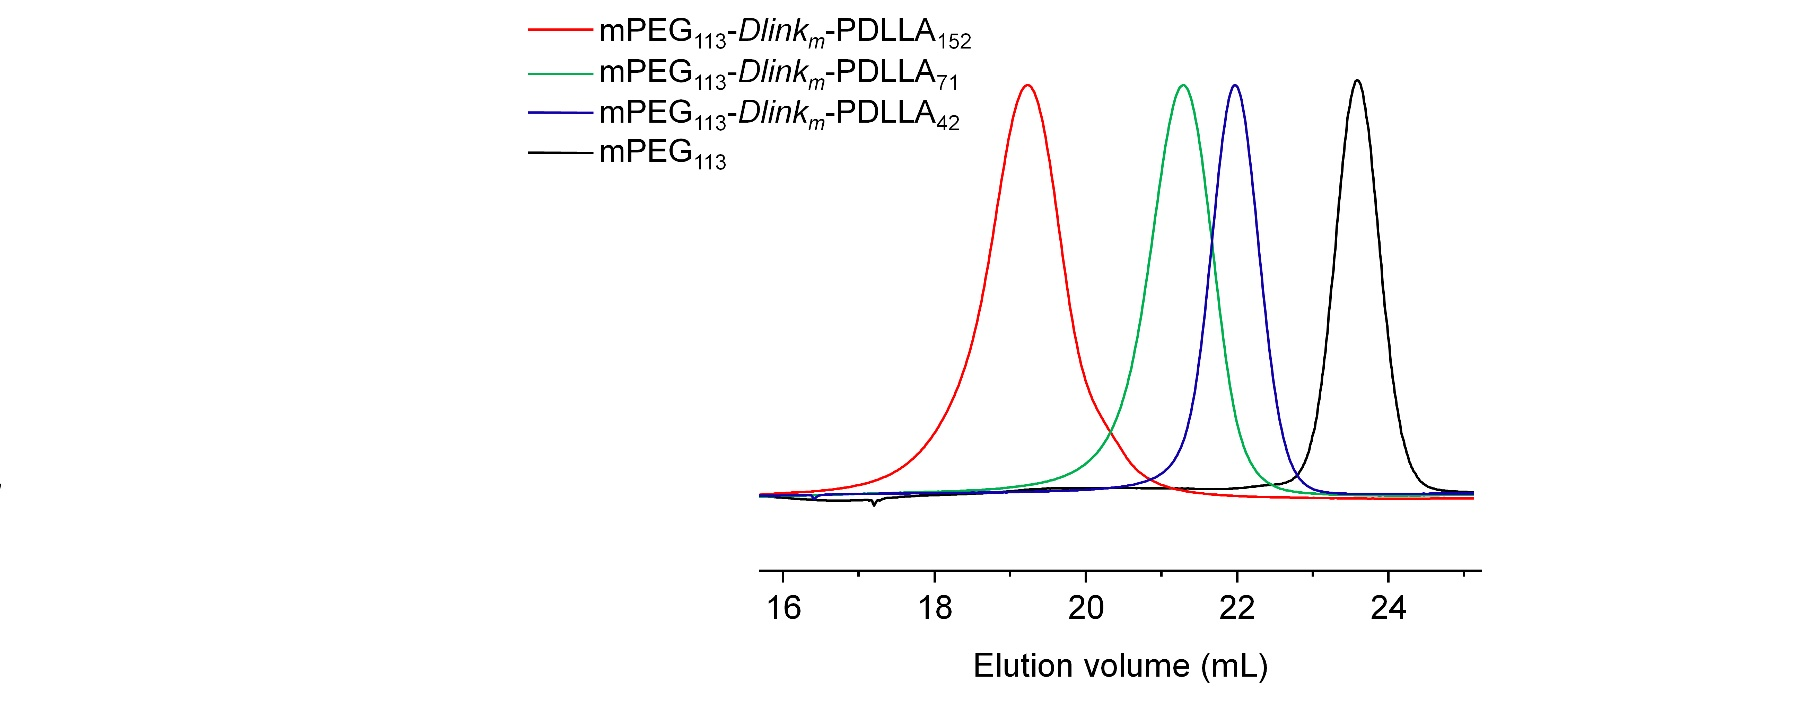 mPEG₁₁₃-Dlinkₘ-PDLLA₁₅₂
mPEG₁₁₃-Dlinkₘ-PDLLA₇₁
mPEG₁₁₃-Dlinkₘ-PDLLA₄₂
mPEG₁₁₃
16 18 20 22 24
Elution volume (mL)